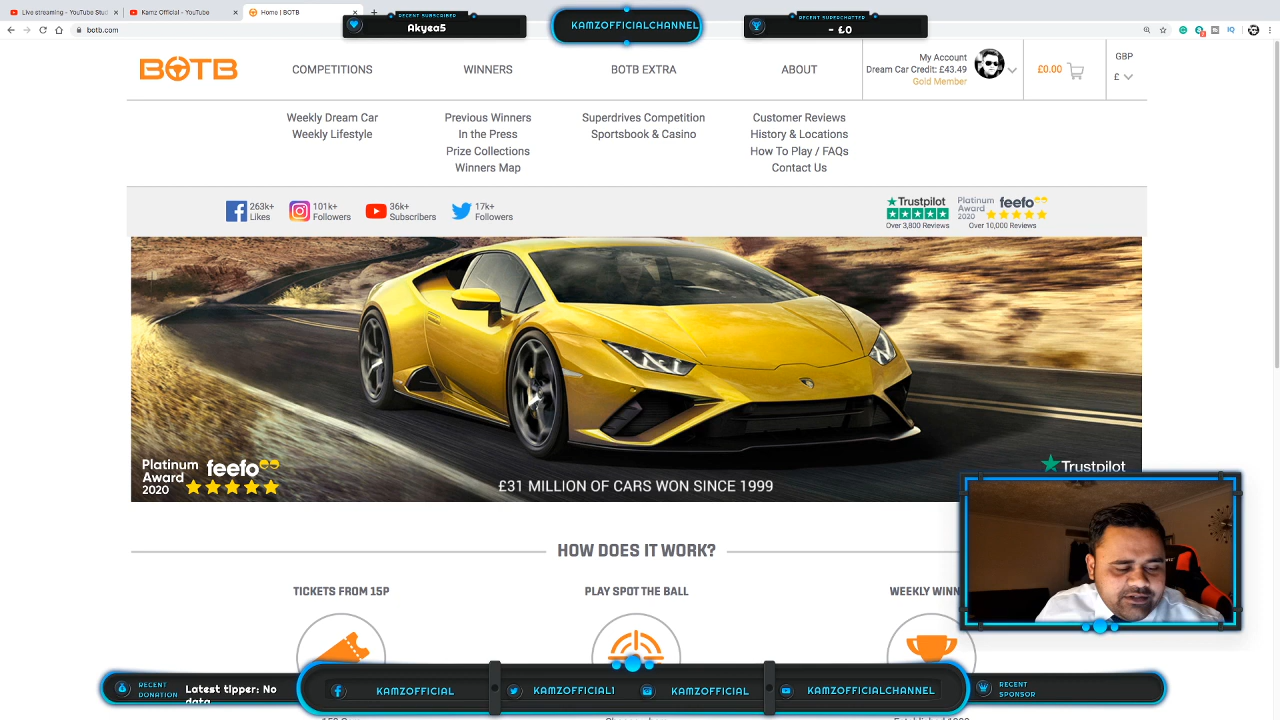 Live streaming - YouTube Stud
Kamz Official - YouTube
Home | BOTB
botb.com
RECENT SUBSCRIBER
Akyea5
KAMZOFFICIALCHANNEL
RECENT SUPERCHATTER
- £0
BOTB
COMPETITIONS
WINNERS
BOTB EXTRA
ABOUT
My Account
Dream Car Credit: £43.49
Gold Member
£0.00
GBP
£
Weekly Dream Car
Weekly Lifestyle
Previous Winners
In the Press
Prize Collections
Winners Map
Superdrives Competition
Sportsbook & Casino
Customer Reviews
History & Locations
How To Play / FAQs
Contact Us
263k+
Likes
101k+
Followers
36k+
Subscribers
17k+
Followers
Trustpilot
Over 3,800 Reviews
Platinum
Award
2020
feefo
Over 10,000 Reviews
Platinum
Award
2020
feefo
£31 MILLION OF CARS WON SINCE 1999
Trustpilot
HOW DOES IT WORK?
TICKETS FROM 15P
PLAY SPOT THE BALL
WEEKLY WINN
RECENT
DONATION
Latest tipper: No
data
KAMZOFFICIAL
KAMZOFFICIAL1
KAMZOFFICIAL
KAMZOFFICIALCHANNEL
RECENT
SPONSOR